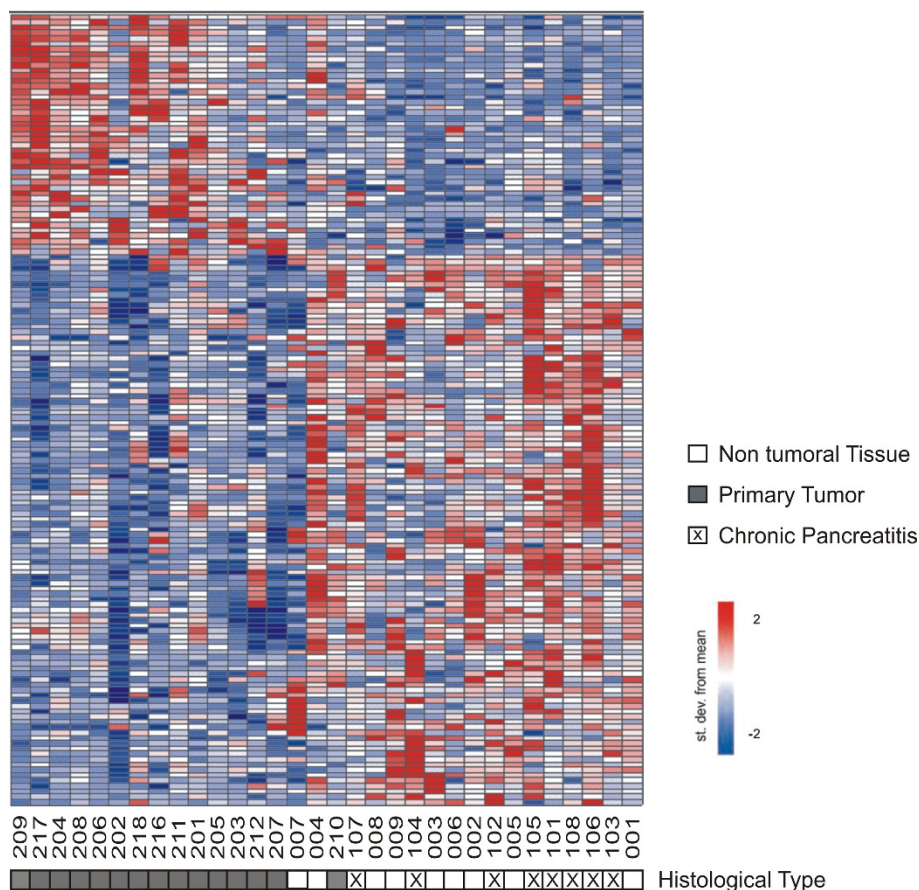 Non tumoral Tissue
Primary Tumor
X Chronic Pancreatitis
2
-2
st. dev. from mean
209 217 204 208 206 202 218 216 211 201 205 203 212 207 007 004 210 107 008 009 104 003 006 002 102 005 105 101 108 106 103 001
X X X X X X X X Histological Type